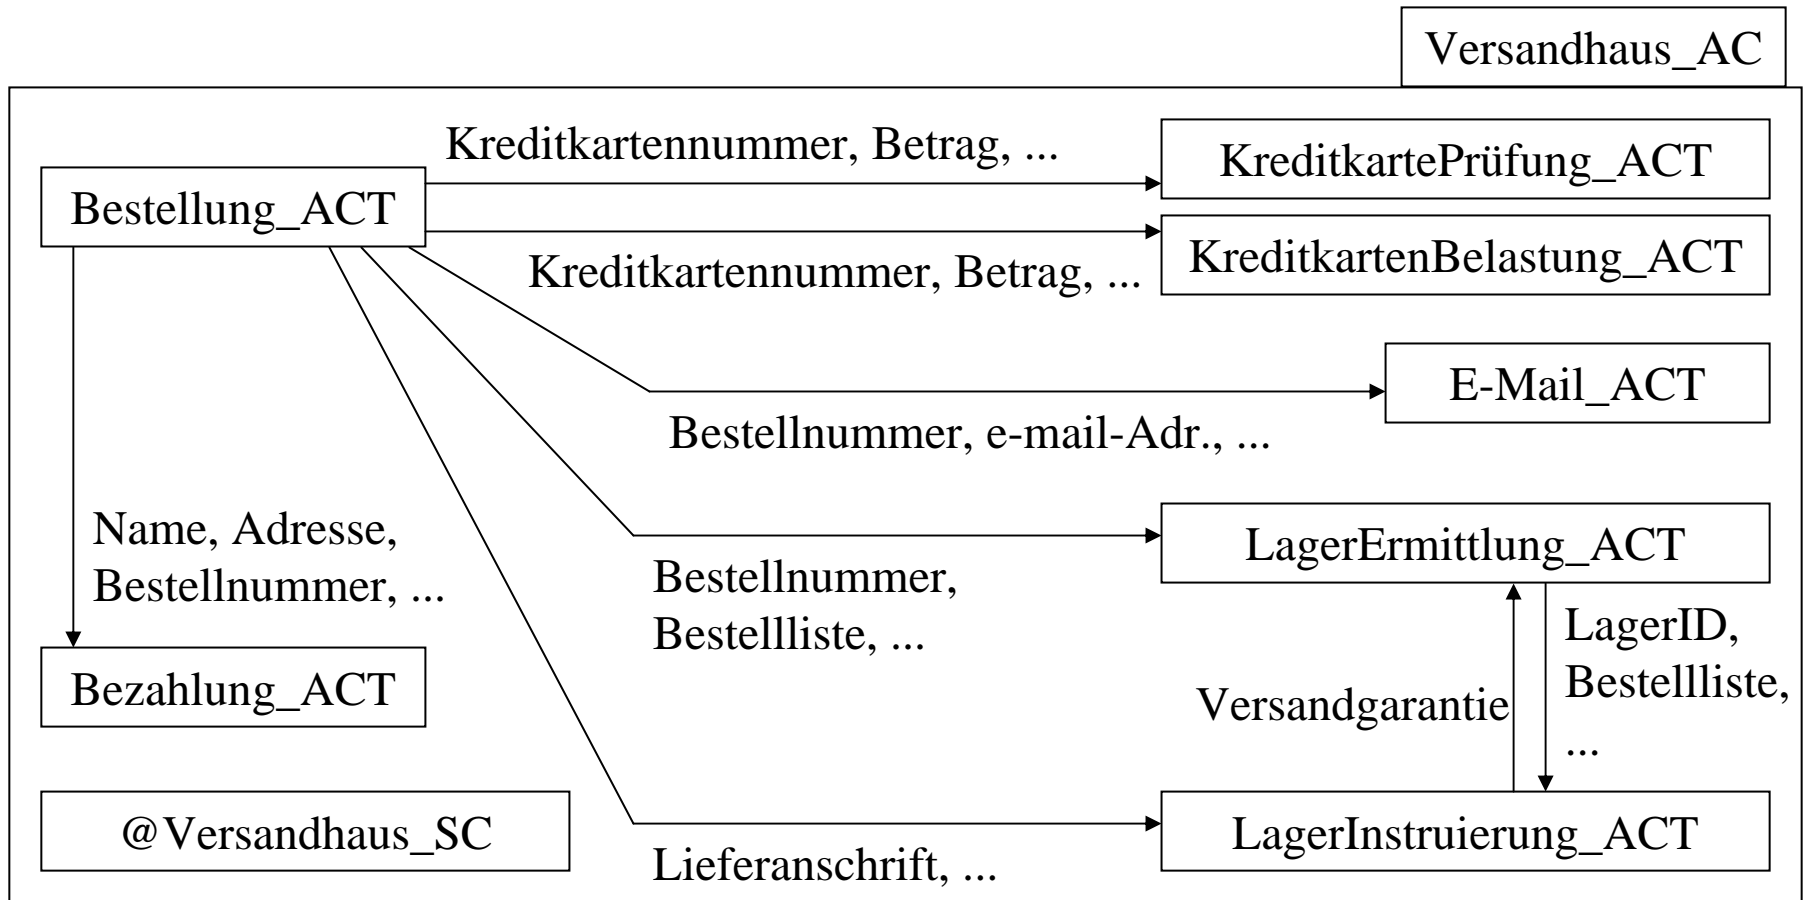 Versandhaus_AC
Kreditkartennummer, Betrag, ...
KreditkartePrüfung_ACT
Bestellung_ACT
Kreditkartennummer, Betrag, ...
KreditkartenBelastung_ACT
E-Mail_ACT
Bestellnummer, e-mail-Adr., ...
Name, Adresse,
Bestellnummer, ...
LagerErmittlung_ACT
Bestellnummer,
Bestellliste, ...
LagerID,
Bestellliste,
...
Bezahlung_ACT
Versandgarantie
@Versandhaus_SC
LagerInstruierung_ACT
Lieferanschrift, ...